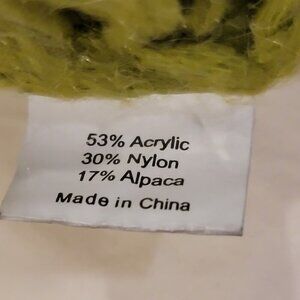 53% Acrylic
30% Nylon
17% Alpaca
Made in China